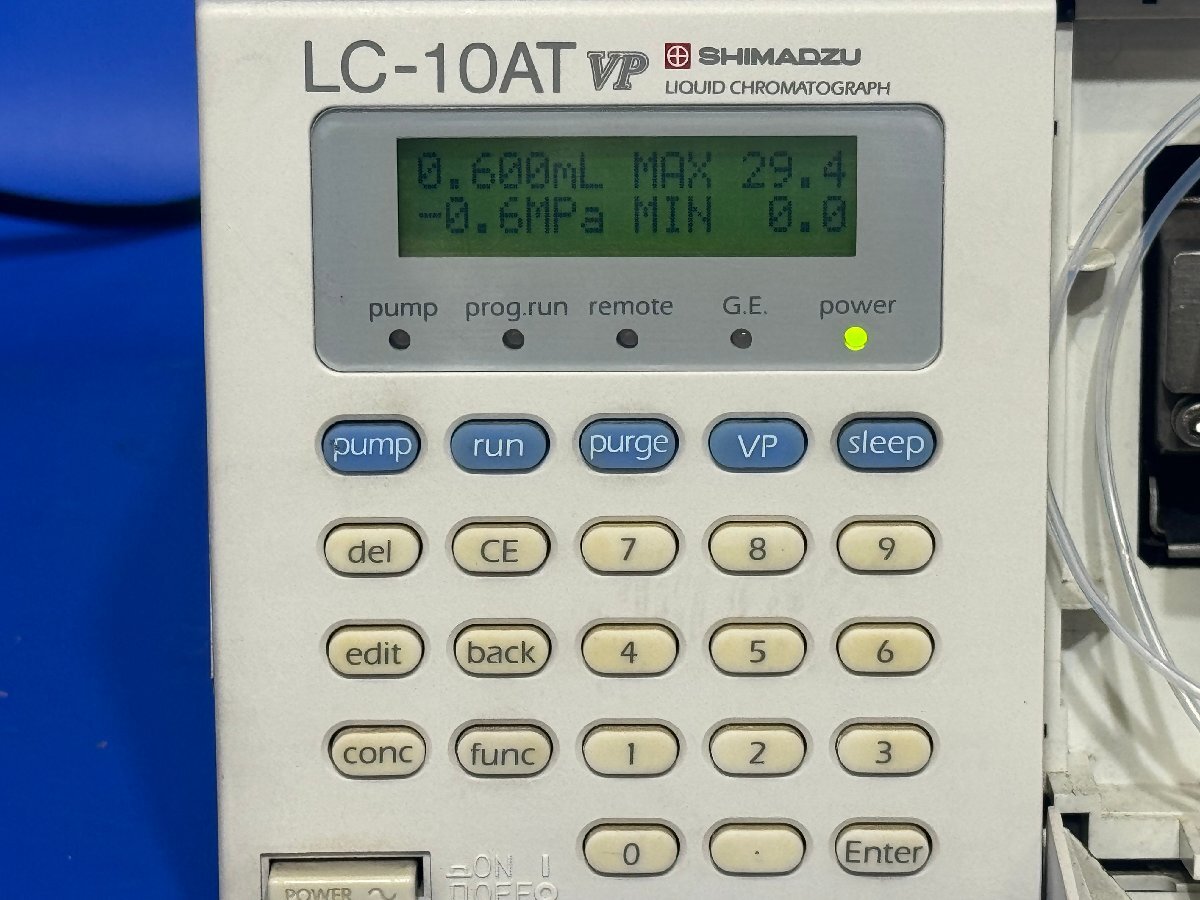 LC-10AT VP SHIMADZU
LIQUID CHROMATOGRAPH
0.600mL MAX 29.4
-0.6MPa MIN 0.0
pump prog.run remote G.E. power
pump run purge VP sleep
del CE 7 8 9
edit back 4 5 6
conc func 1 2 3
0 . Enter
ON I
POWER ~ OFF